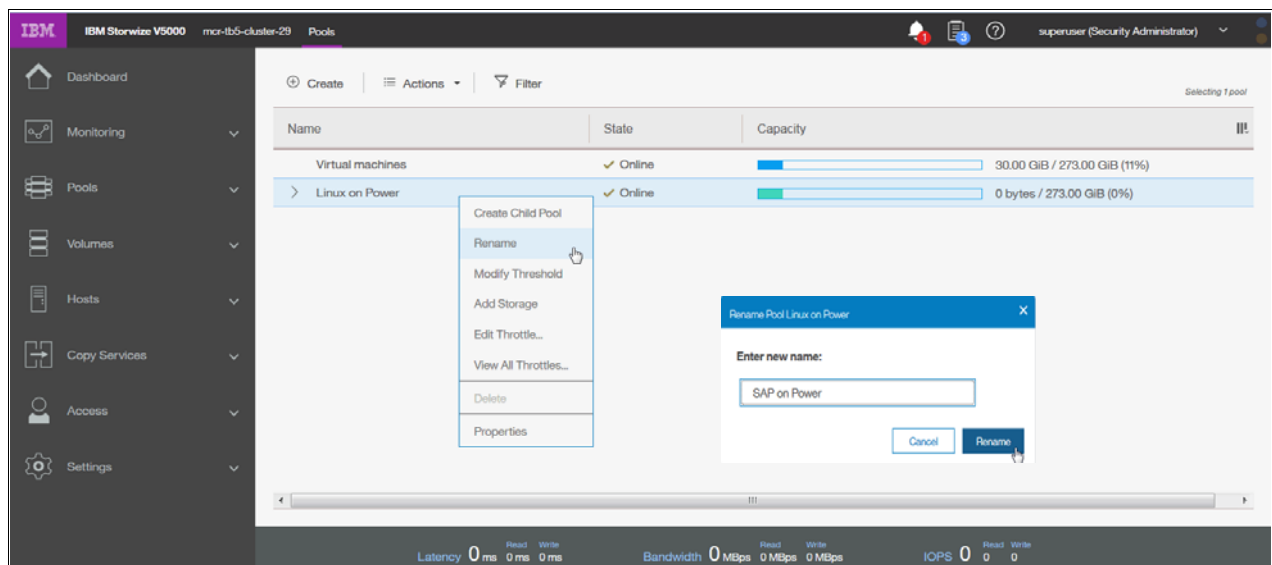 IBM IBM Storwize V5000 mcr-tb5-cluster-29 Pools 1 3 superuser (Security Administrator)
Dashboard
Monitoring
Pools
Volumes
Hosts
Copy Services
Access
Settings
Create Actions Filter
Selecting 1 pool
Name State Capacity
Virtual machines Online 30.00 GiB / 273.00 GiB (11%)
Linux on Power Online 0 bytes / 273.00 GiB (0%)
Create Child Pool
Rename
Modify Threshold
Add Storage
Edit Throttle...
View All Throttles...
Delete
Properties
Rename Pool Linux on Power
Enter new name:
SAP on Power
Cancel Rename
Latency 0 ms Read 0 ms Write 0 ms Bandwidth 0 MBps Read 0 MBps Write 0 MBps IOPS 0 Read 0 Write 0